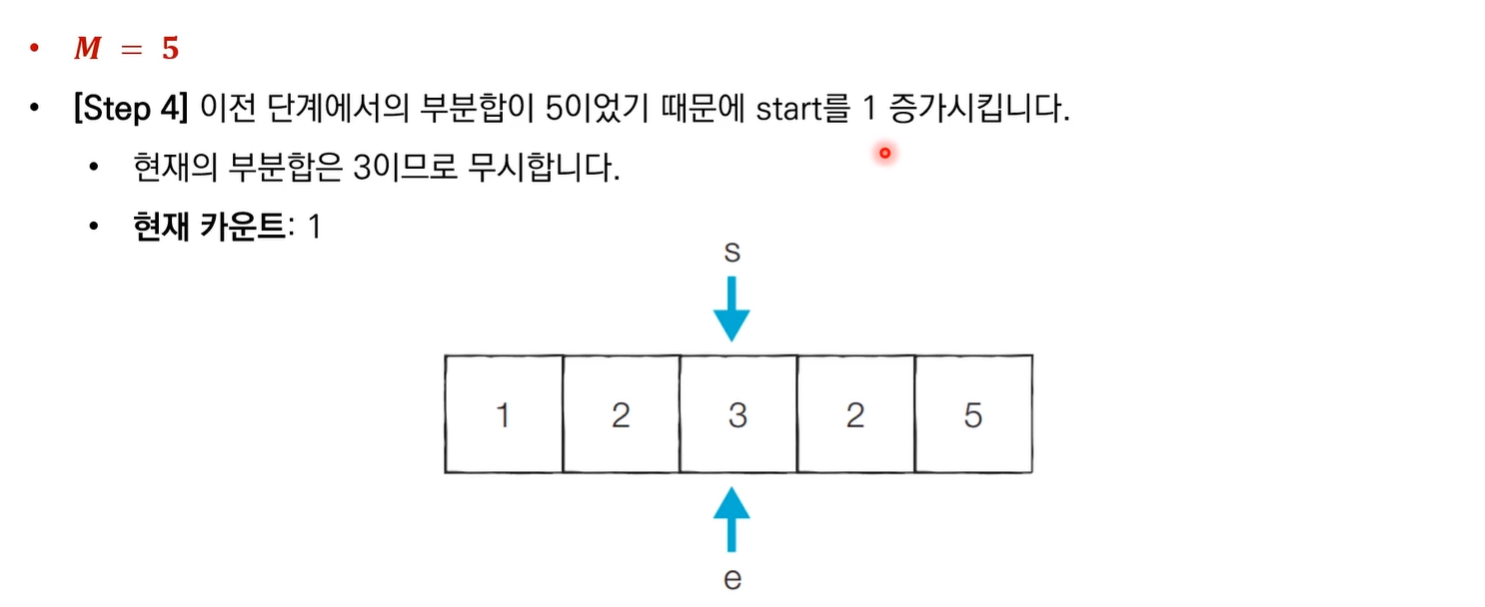 • M = 5
• [Step 4] 이전 단계에서의 부분합이 5이었기 때문에 start를 1 증가시킵니다.
• 현재의 부분합은 3이므로 무시합니다.
• 현재 카운트: 1
s
1 2 3 2 5
e